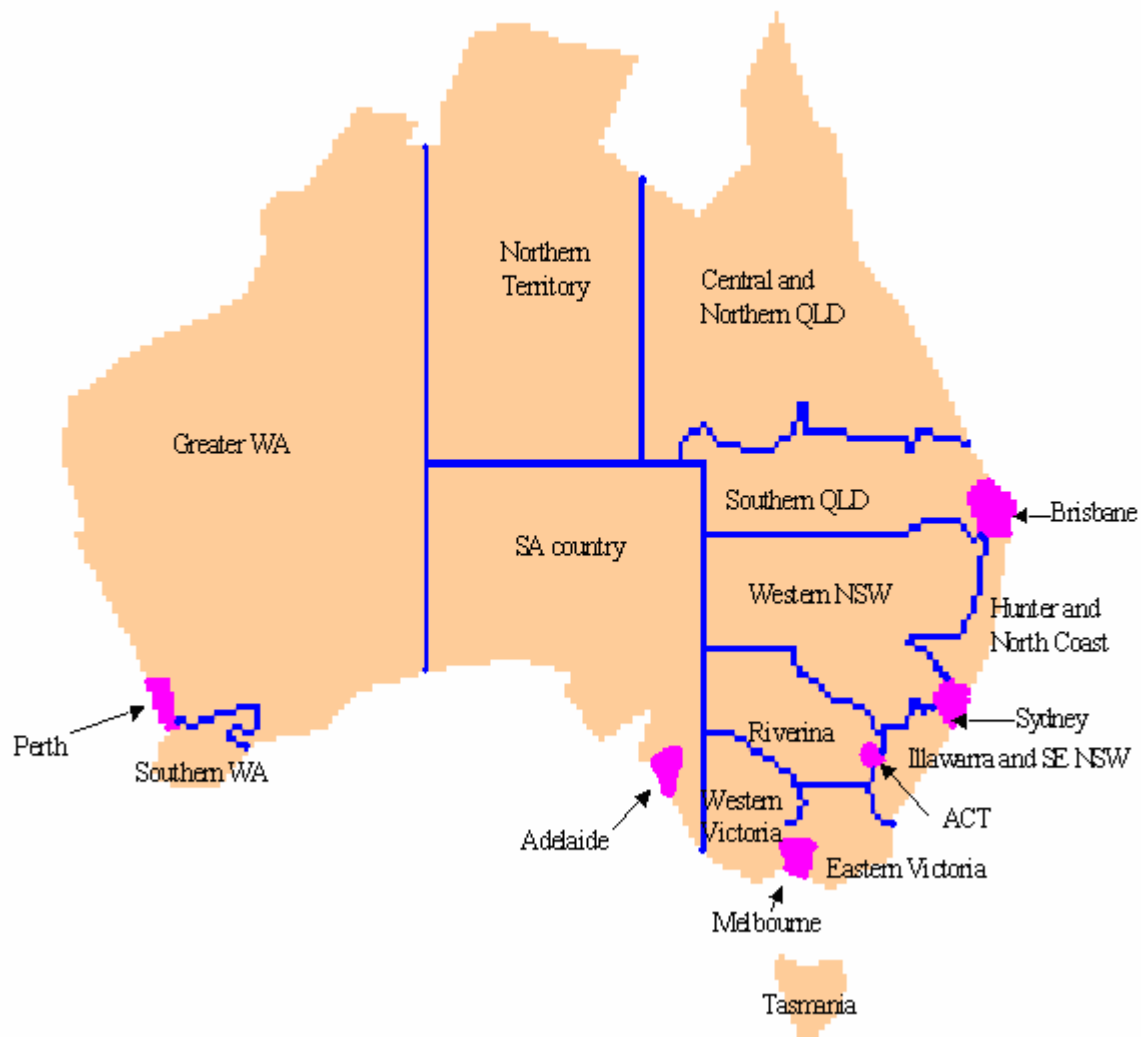 Northern
Territory
Central and
Northern QLD
Greater WA
Southern QLD
Brisbane
SA country
Western NSW
Hunter and
North Coast
Perth
Southern WA
Riverina
Sydney
Illawarra and SE NSW
Western
Victoria
ACT
Adelaide
Eastern Victoria
Melbourne
Tasmania